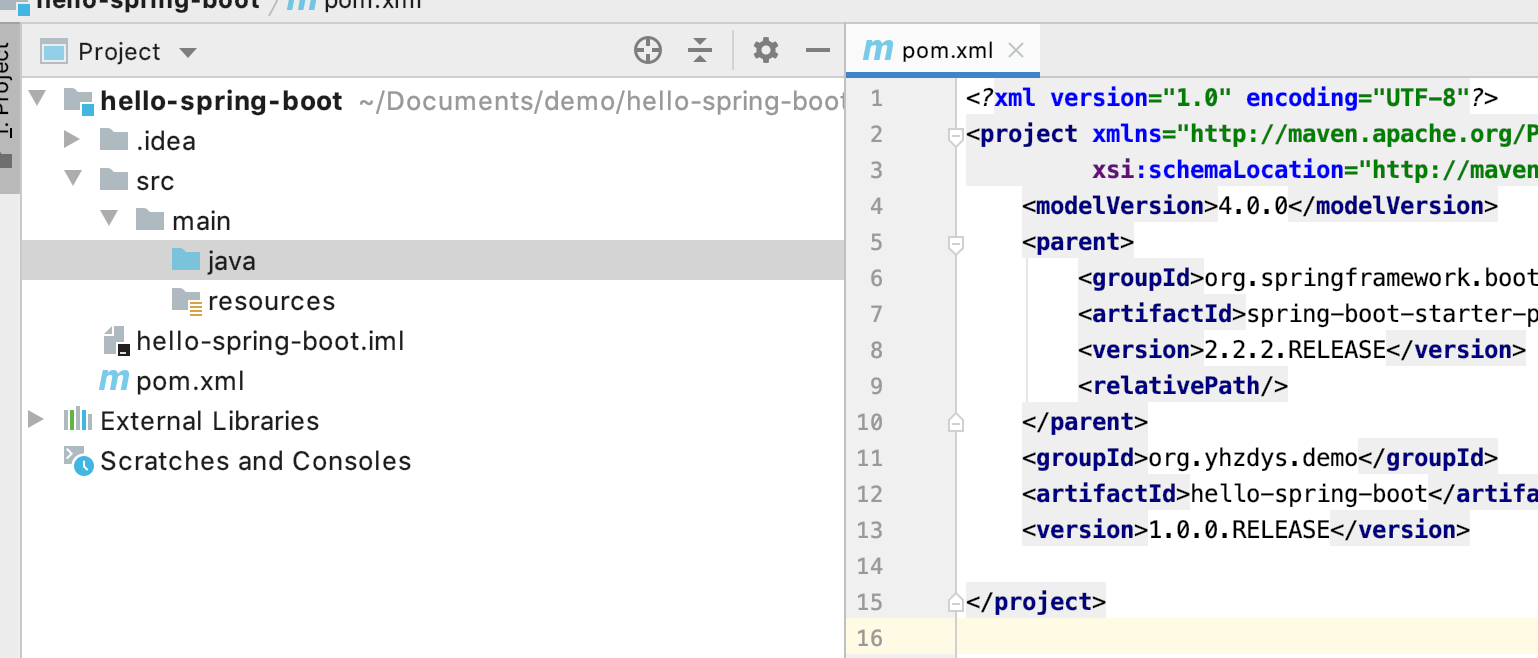 hello-spring-boot / m pom.xml
1: Project
Project
hello-spring-boot ~/Documents/demo/hello-spring-boot
.idea
src
main
java
resources
hello-spring-boot.iml
m pom.xml
External Libraries
Scratches and Consoles
m pom.xml ×
1 <?xml version="1.0" encoding="UTF-8"?>
2 <project xmlns="http://maven.apache.org/P
3 xsi:schemaLocation="http://maven
4 <modelVersion>4.0.0</modelVersion>
5 <parent>
6 <groupId>org.springframework.boot
7 <artifactId>spring-boot-starter-p
8 <version>2.2.2.RELEASE</version>
9 <relativePath/>
10 </parent>
11 <groupId>org.yhzdys.demo</groupId>
12 <artifactId>hello-spring-boot</artifa
13 <version>1.0.0.RELEASE</version>
14
15 </project>
16